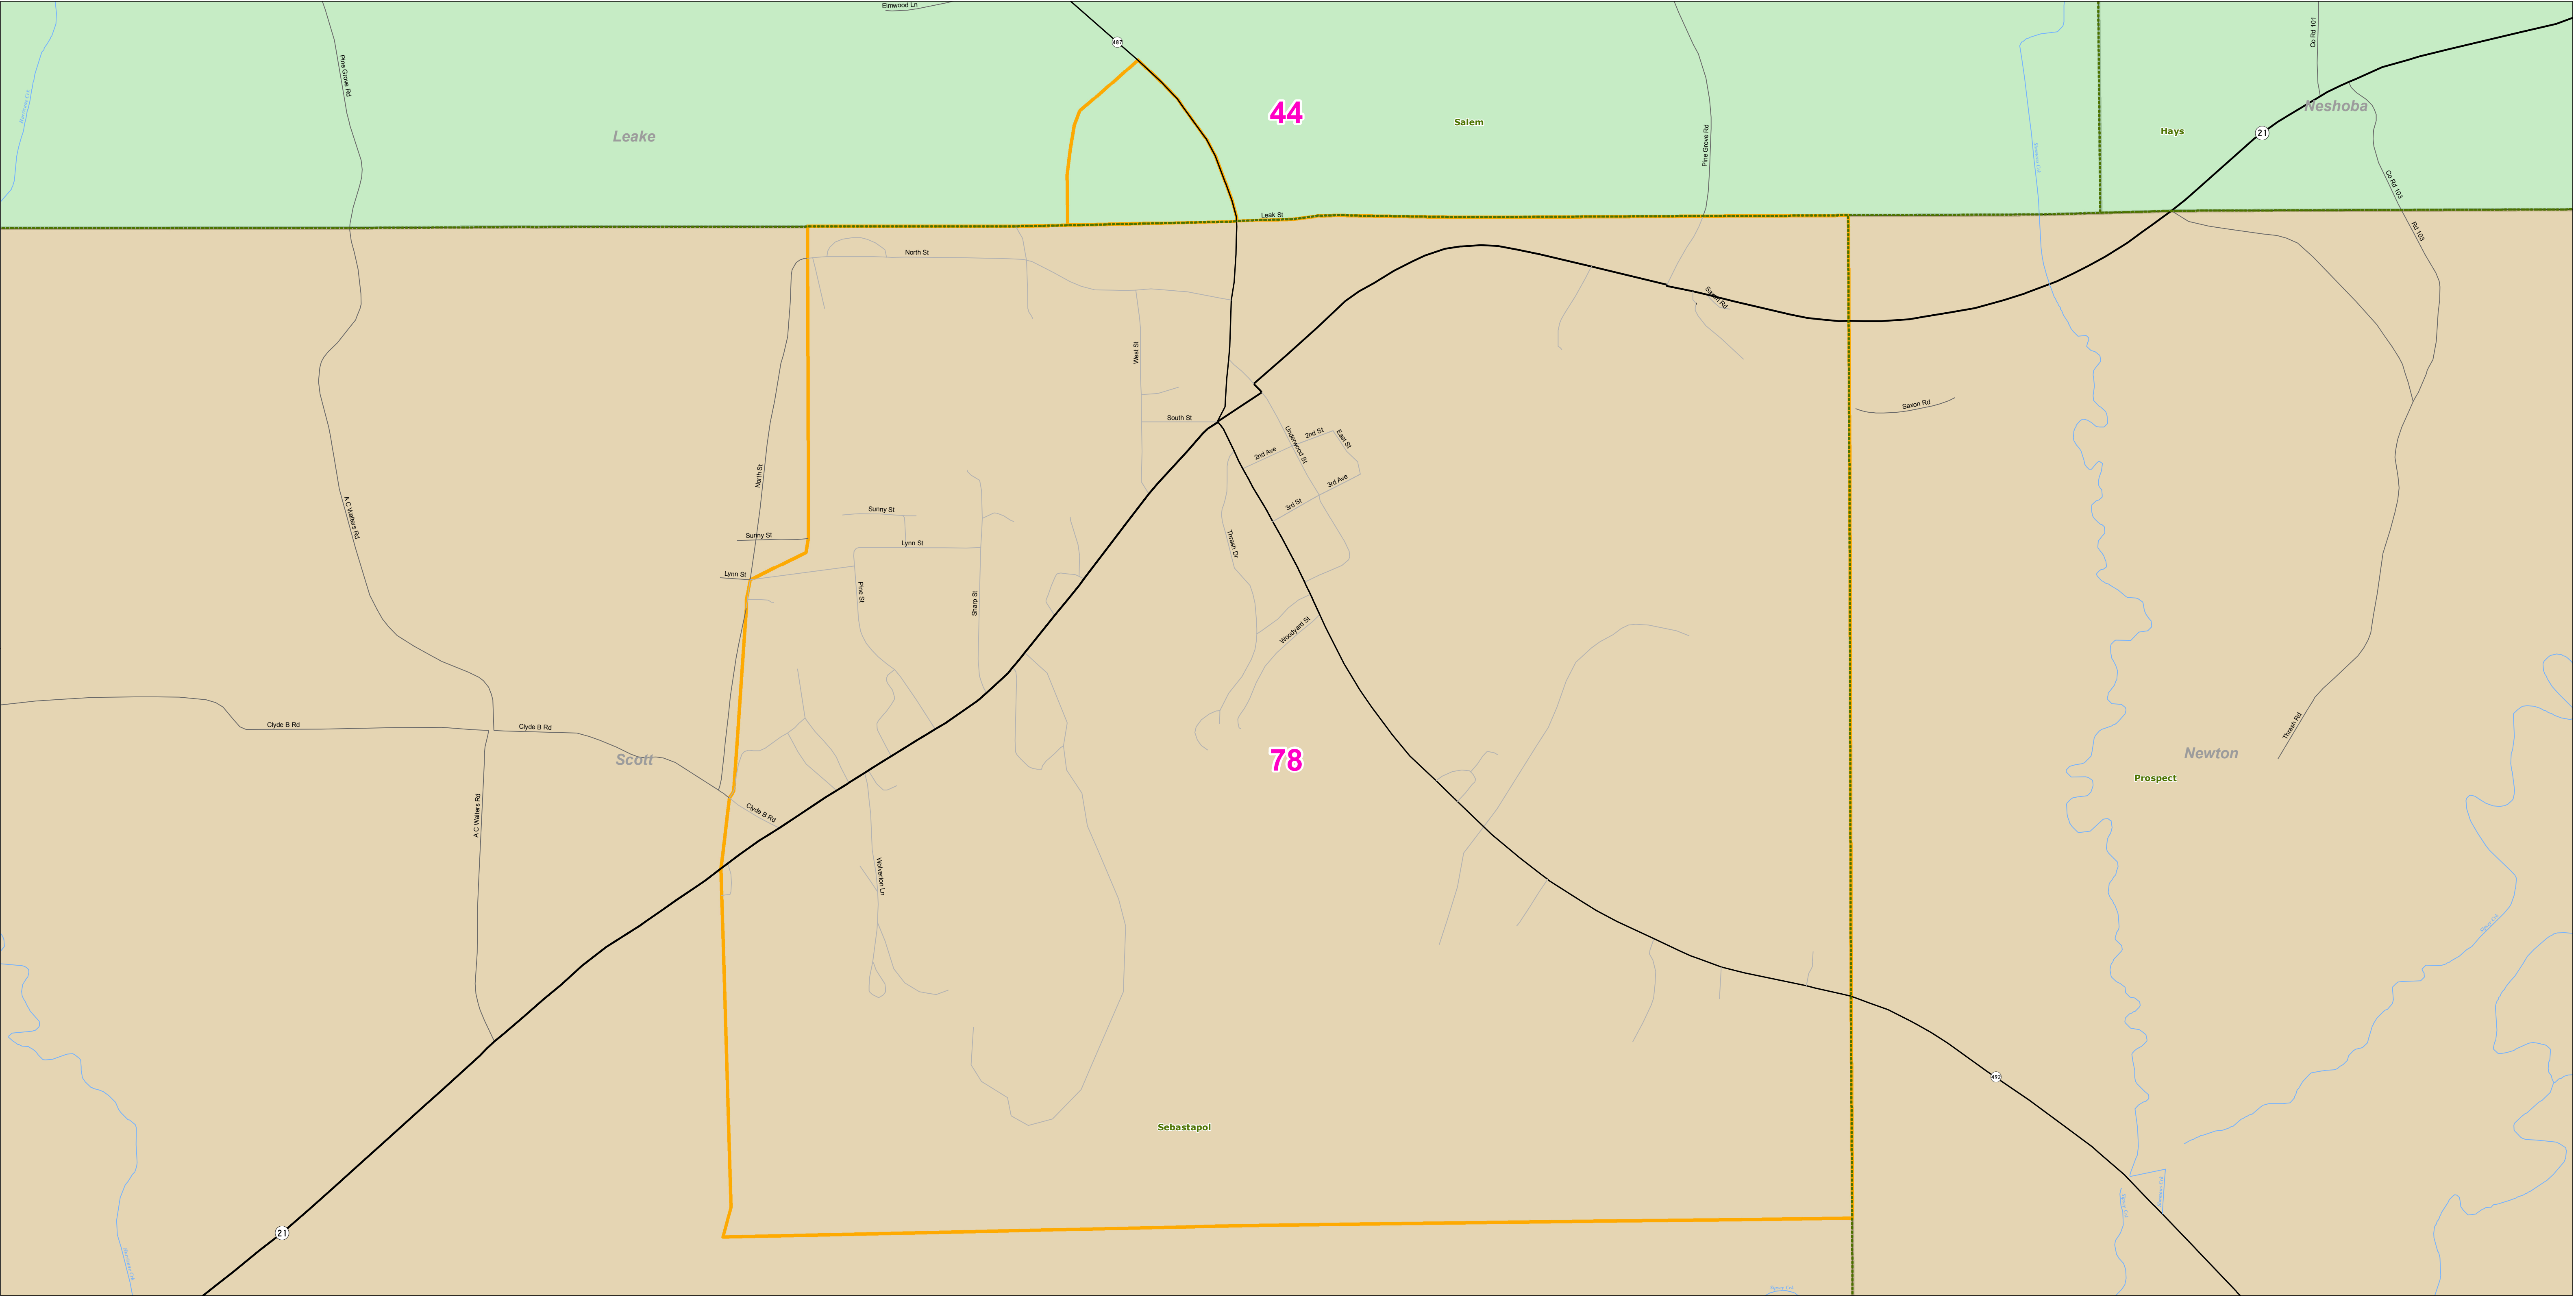 Elmwood Ln
487
Co Rd 101
Pine Grove Rd
44
Salem
Leake
Neshoba
Hays
21
Pine Grove Rd
Co Rd 103
Leak St
Rd 103
North St
Saxon Rd
West St
Saxon Rd
South St
2nd St
East St
Underwood St
2nd Ave
North St
3rd Ave
3rd St
A C Walters Rd
Sunny St
Sunny St
Lynn St
Thrash Dr
Lynn St
Pine St
Sharp St
Woodyard St
Clyde B Rd
Clyde B Rd
Thrash Rd
Scott
78
Newton
Prospect
A C Walters Rd
Clyde B Rd
Wolverton Ln
492
Sebastapol
21